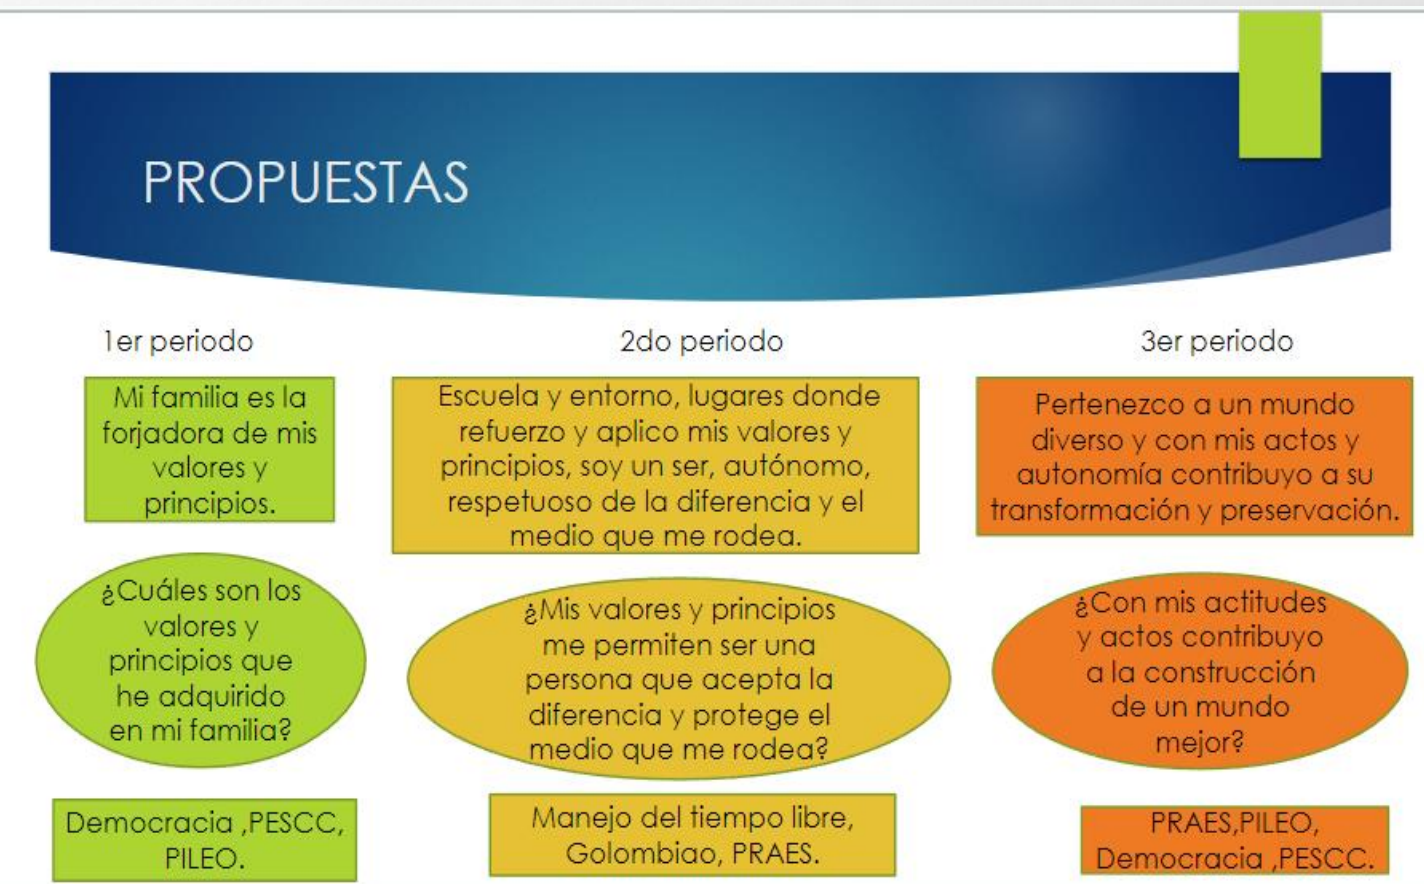 PROPUESTAS
1er periodo
Mi familia es la
forjadora de mis
valores y
principios.
¿Cuáles son los
valores y
principios que
he adquirido
en mi familia?
Democracia ,PESCC,
PILEO.
2do periodo
Escuela y entorno, lugares donde
refuerzo y aplico mis valores y
principios, soy un ser, autónomo,
respetuoso de la diferencia y el
medio que me rodea.
¿Mis valores y principios
me permiten ser una
persona que acepta la
diferencia y protege el
medio que me rodea?
Manejo del tiempo libre,
Golombiao, PRAES.
3er periodo
Pertenezco a un mundo
diverso y con mis actos y
autonomía contribuyo a su
transformación y preservación.
¿Con mis actitudes
y actos contribuyo
a la construcción
de un mundo
mejor?
PRAES,PILEO,
Democracia ,PESCC.